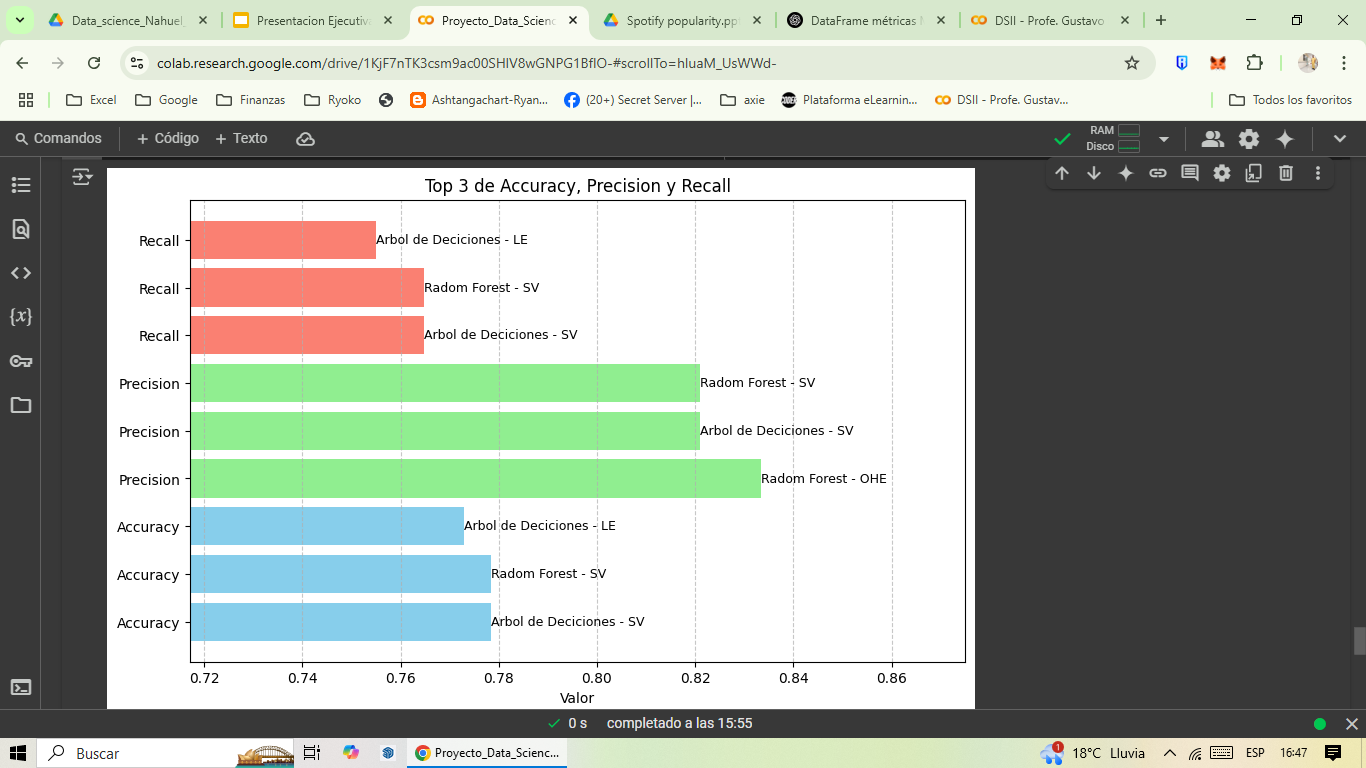 Data_science_Nahuel_
Presentacion Ejecutiva
Proyecto_Data_Scienc
Spotify popularity.pp
DataFrame métricas
DSII - Profe. Gustavo
colab.research.google.com/drive/1KjF7nTK3csm9ac00SHlV8wGNPG1BflO-#scrollTo=hluaM_UsWWd-
Excel
Google
Finanzas
Ryoko
Ashtangachart-Ryan...
(20+) Secret Server |...
axie
Plataforma eLearnin...
DSII - Profe. Gustav...
Todos los favoritos
Comandos
+ Código
+ Texto
RAM
Disco
Top 3 de Accuracy, Precision y Recall
Recall
Arbol de Deciciones - LE
Recall
Radom Forest - SV
Recall
Arbol de Deciciones - SV
Precision
Radom Forest - SV
Precision
Arbol de Deciciones - SV
Precision
Radom Forest - OHE
Accuracy
Arbol de Deciciones - LE
Accuracy
Radom Forest - SV
Accuracy
Arbol de Deciciones - SV
0.72 0.74 0.76 0.78 0.80 0.82 0.84 0.86
Valor
0 s completado a las 15:55
Buscar
Proyecto_Data_Scienc...
1
18°C Lluvia
ESP
16:47